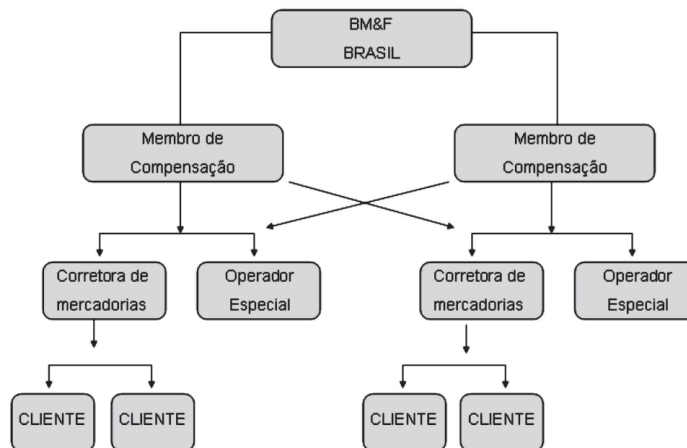 BM&F
BRASIL
Membro de
Compensação
Membro de
Compensação
Corretora de
mercadorias
Operador
Especial
Corretora de
mercadorias
Operador
Especial
CLIENTE
CLIENTE
CLIENTE
CLIENTE